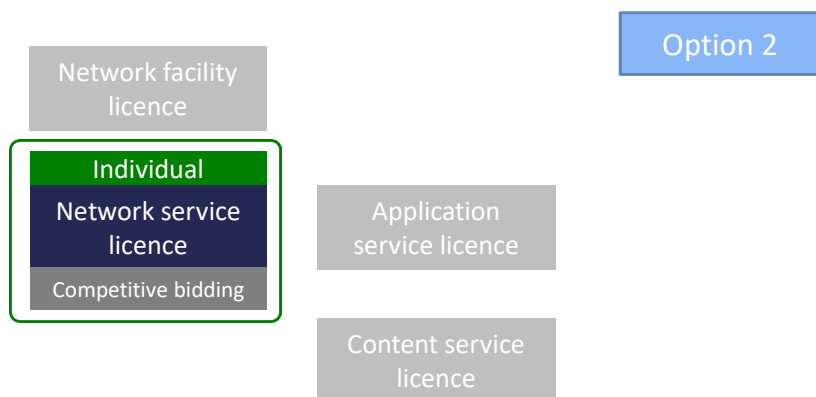 Option 2
Network facility
licence
Individual
Network service
licence
Competitive bidding
Application
service licence
Content service
licence